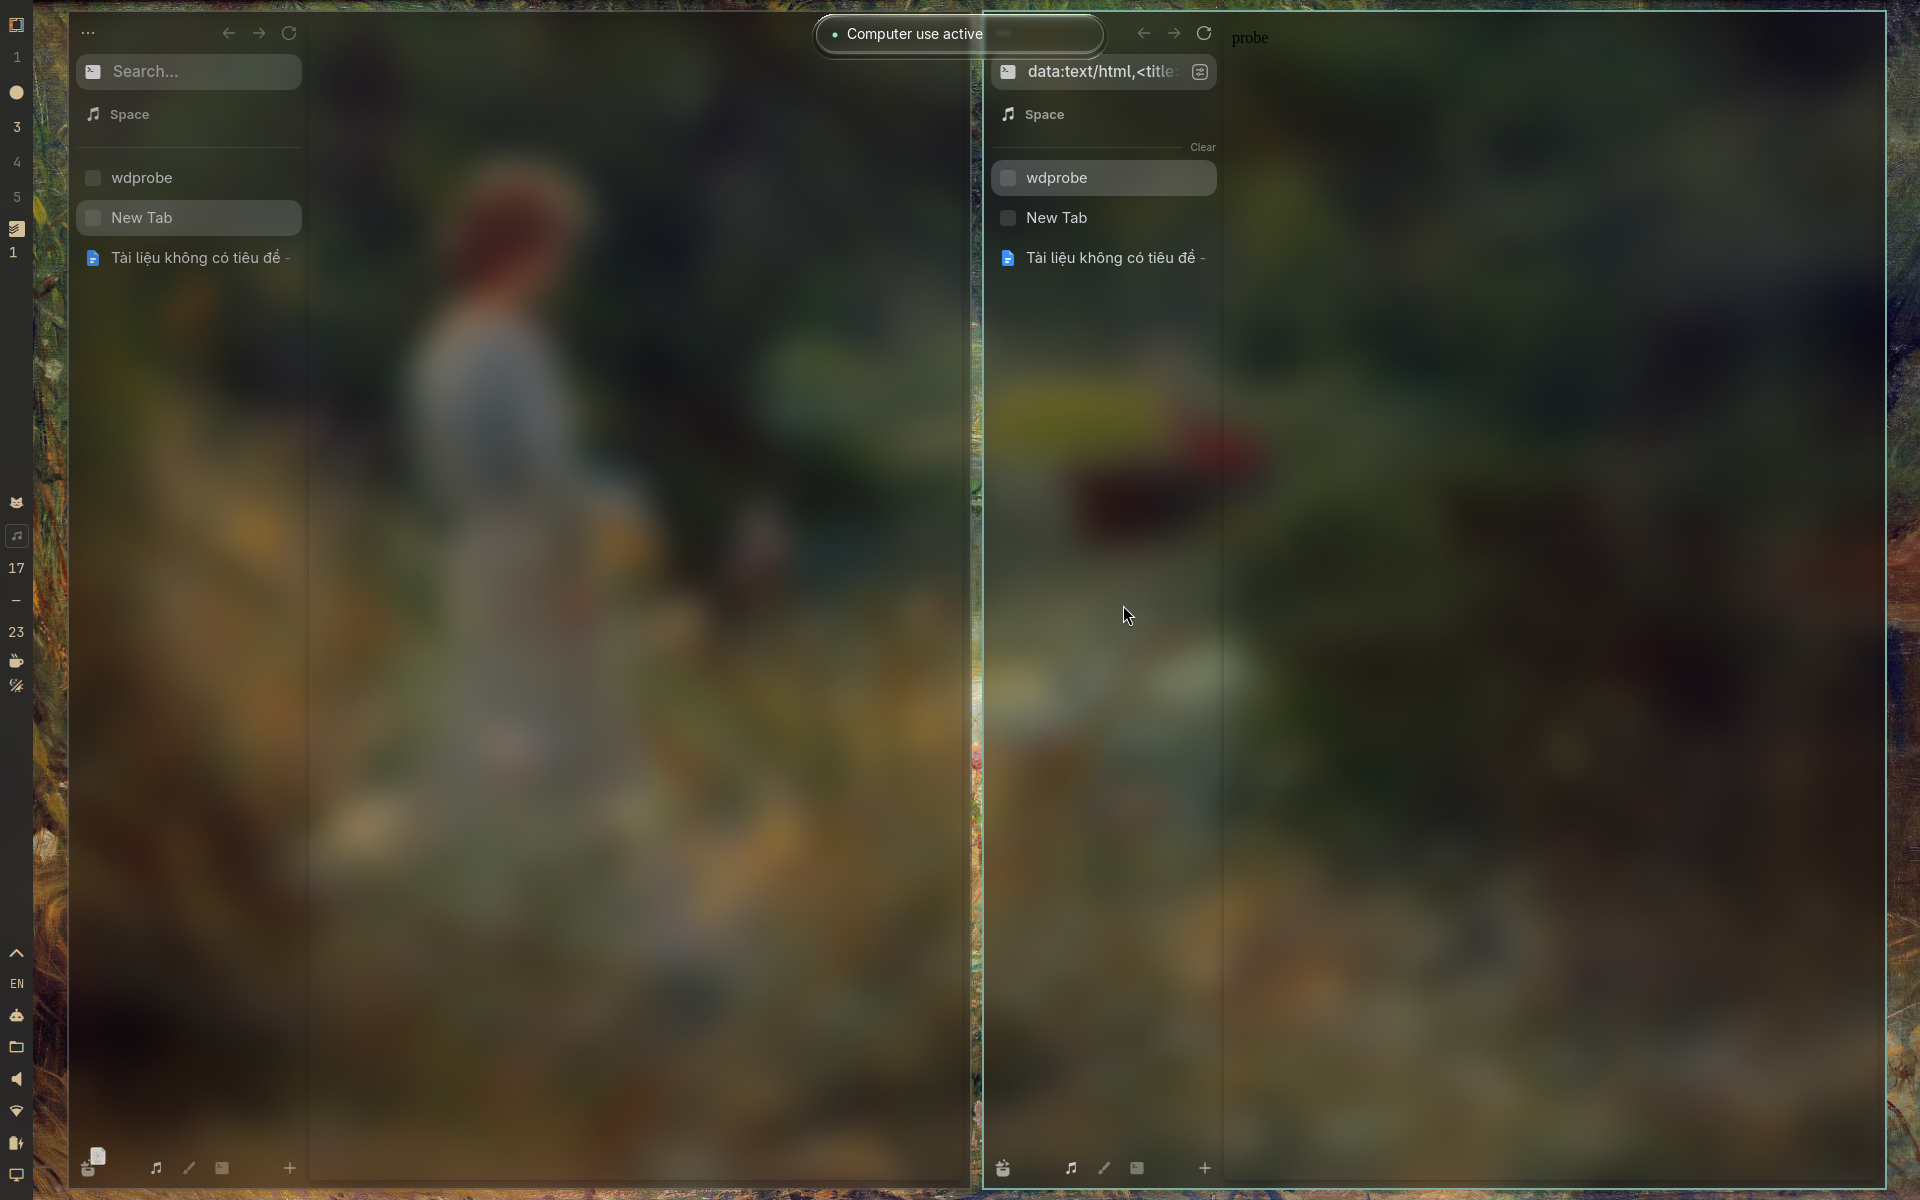 1
3
4
5
1
17
—
23
EN
...
Search...
Space
wdprobe
New Tab
Tài liệu không có tiêu đề -
Computer use active
data:text/html,<title>
Space
Clear
wdprobe
New Tab
Tài liệu không có tiêu đề -
probe